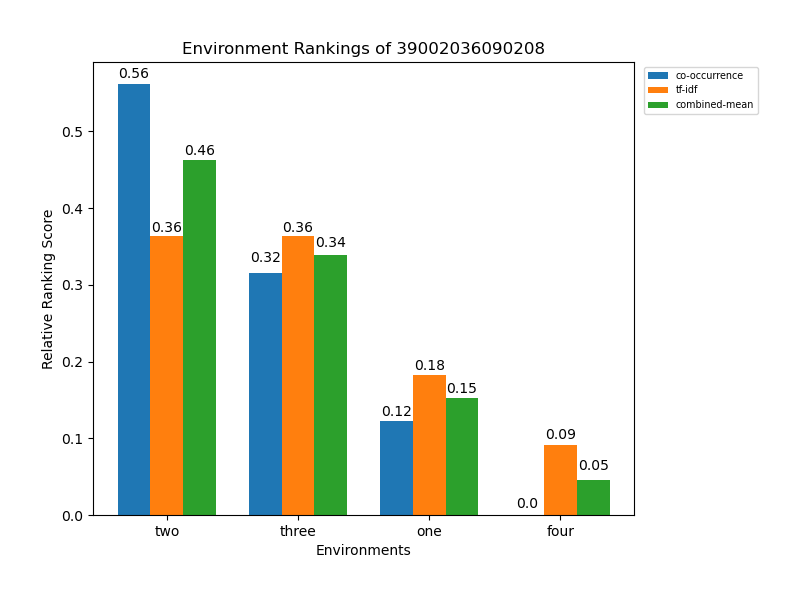 Environment Rankings of 39002036090208
co-occurrence
tf-idf
combined-mean
Relative Ranking Score
0.5
0.4
0.3
0.2
0.1
0.0
0.56
0.36
0.46
0.32
0.36
0.34
0.12
0.18
0.15
0.0
0.09
0.05
two three one four
Environments